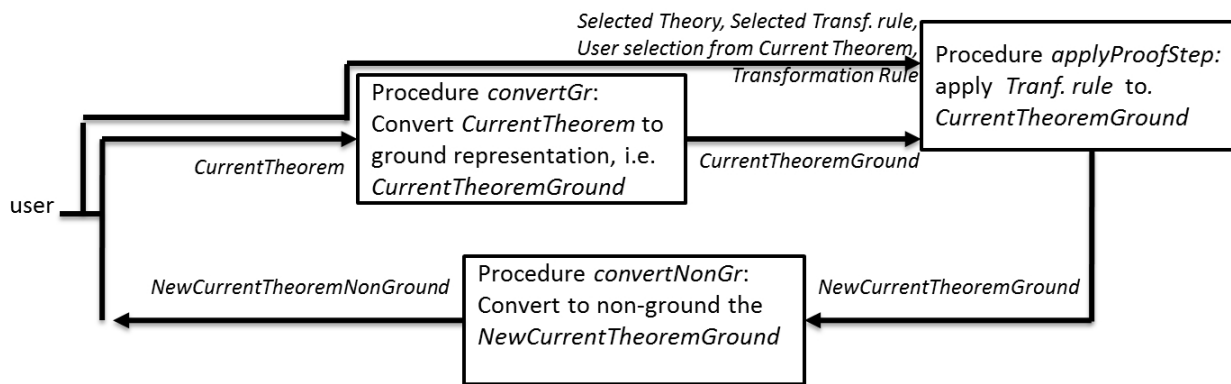 Selected Theory, Selected Transf. rule,
User selection from Current Theorem,
Transformation Rule
Procedure applyProofStep:
apply Tranf. rule to.
CurrentTheoremGround
Procedure convertGr:
Convert CurrentTheorem to
ground representation, i.e.
CurrentTheoremGround
CurrentTheorem
CurrentTheoremGround
user
NewCurrentTheoremNonGround
Procedure convertNonGr:
Convert to non-ground the
NewCurrentTheoremGround
NewCurrentTheoremGround